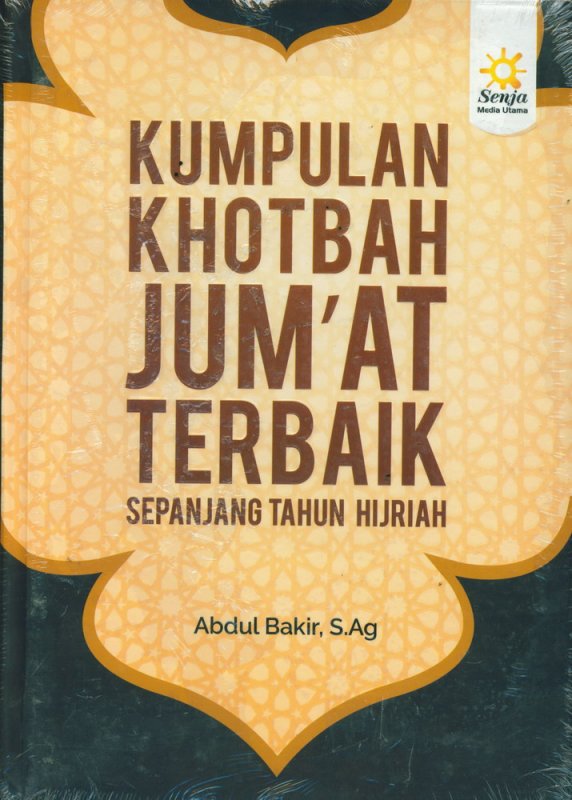 Senja
Media Utama
KUMPULAN
KHOTBAH
JUM'AT
TERBAIK
SEPANJANG TAHUN HIJRIAH
Abdul Bakir, S.Ag